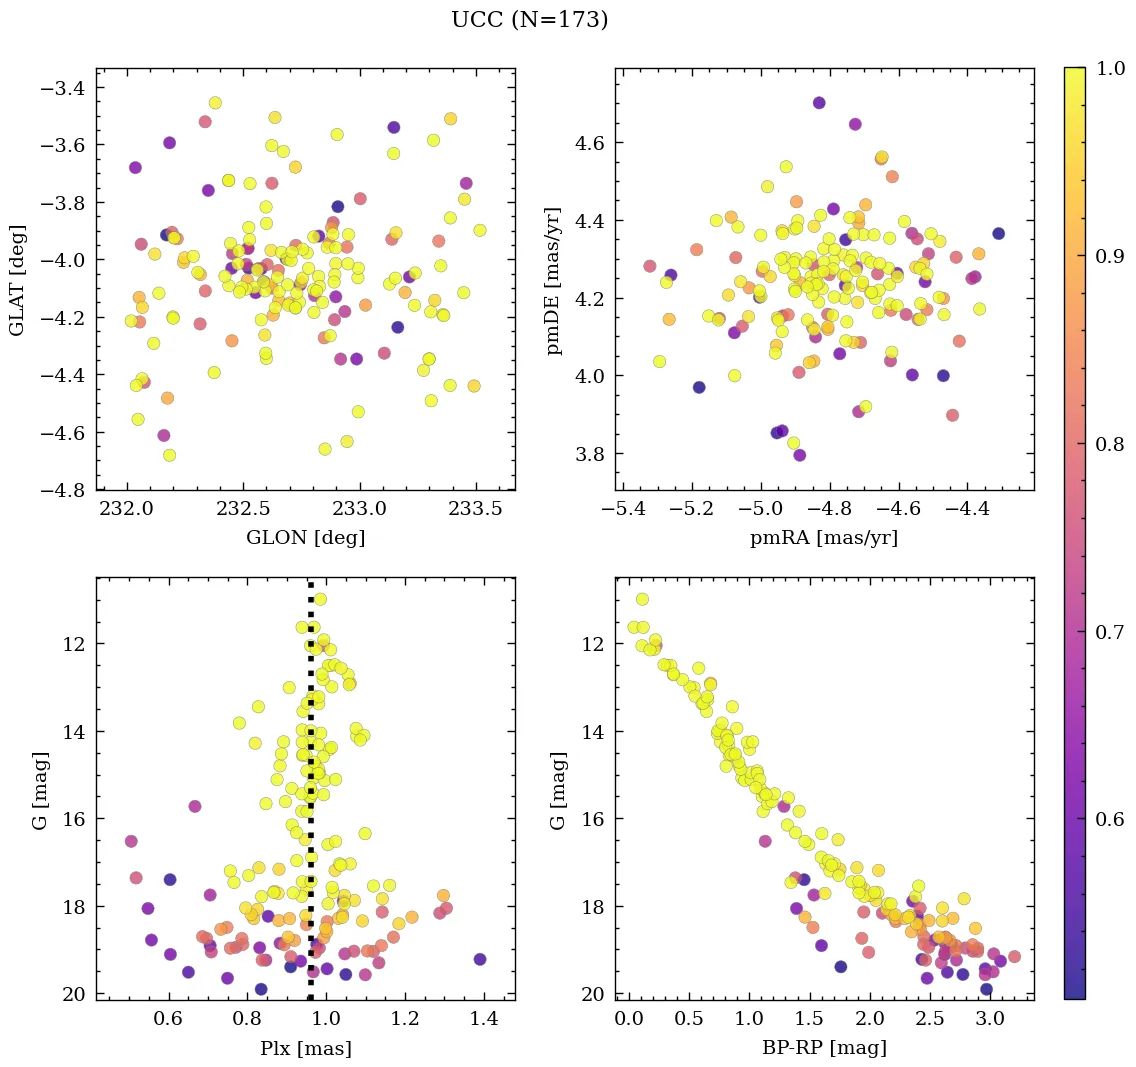 UCC (N=173)
−3.4
−3.6
−3.8
−4.0
−4.2
−4.4
−4.6
−4.8
GLAT [deg]
232.0 232.5 233.0 233.5
GLON [deg]
4.6
4.4
4.2
4.0
3.8
pmDE [mas/yr]
−5.4 −5.2 −5.0 −4.8 −4.6 −4.4
pmRA [mas/yr]
12
14
16
18
20
G [mag]
0.6 0.8 1.0 1.2 1.4
Plx [mas]
12
14
16
18
20
G [mag]
0.0 0.5 1.0 1.5 2.0 2.5 3.0
BP-RP [mag]
1.0
0.9
0.8
0.7
0.6